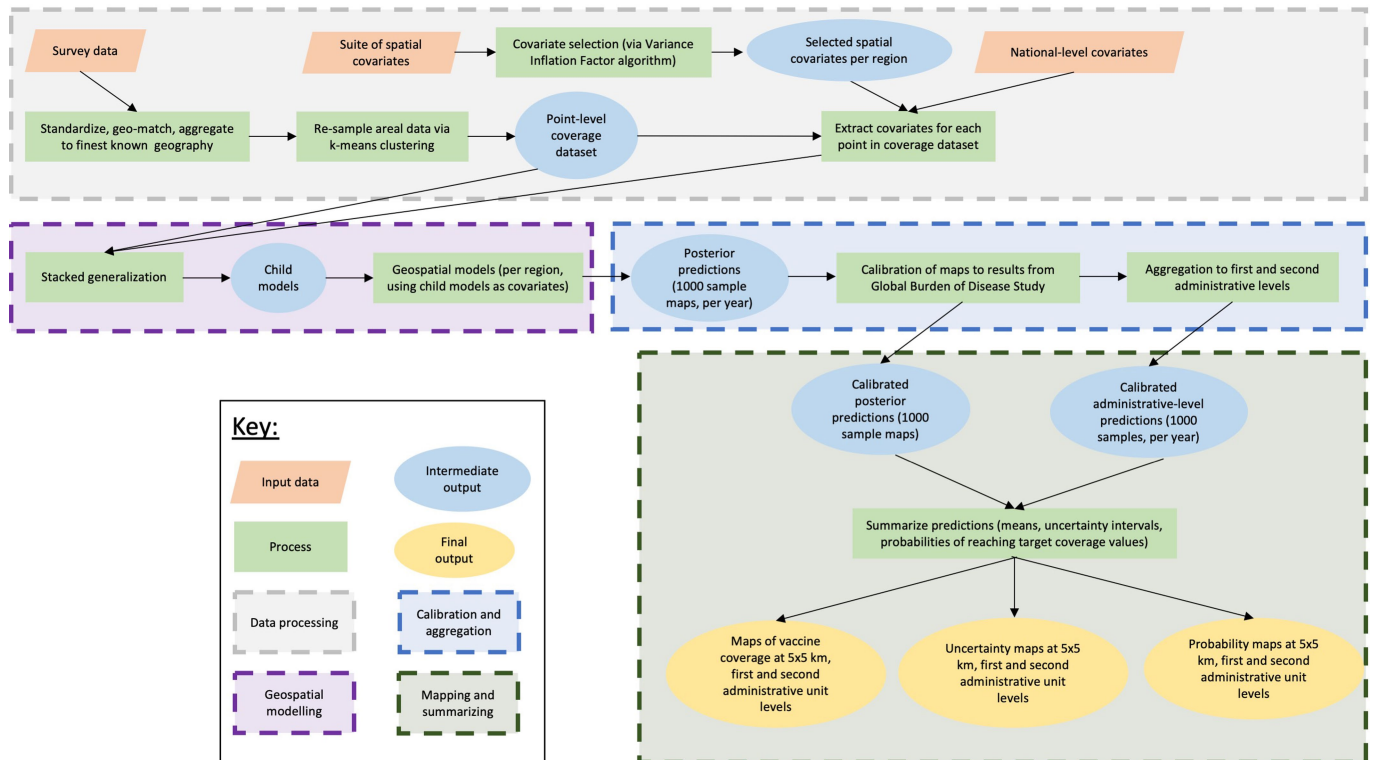 Survey data
Suite of spatial
covariates
Covariate selection (via Variance
Inflation Factor algorithm)
Selected spatial
covariates per region
National-level covariates
Standardize, geo-match, aggregate
to finest known geography
Re-sample areal data via
k-means clustering
Point-level
coverage
dataset
Extract covariates for each
point in coverage dataset
Stacked generalization
Child
models
Geospatial models (per region,
using child models as covariates)
Posterior
predictions
(1000 sample
maps, per year)
Calibration of maps to results from
Global Burden of Disease Study
Aggregation to first and second
administrative levels
Calibrated
posterior
predictions (1000
sample maps)
Calibrated
administrative-level
predictions (1000
samples, per year)
Summarize predictions (means, uncertainty intervals,
probabilities of reaching target coverage values)
Maps of vaccine
coverage at 5x5 km,
first and second
administrative unit
levels
Uncertainty maps at 5x5
km, first and second
administrative unit
levels
Probability maps at 5x5
km, first and second
administrative unit
levels
Key:
Input data
Intermediate
output
Process
Final
output
Data processing
Calibration and
aggregation
Geospatial
modelling
Mapping and
summarizing